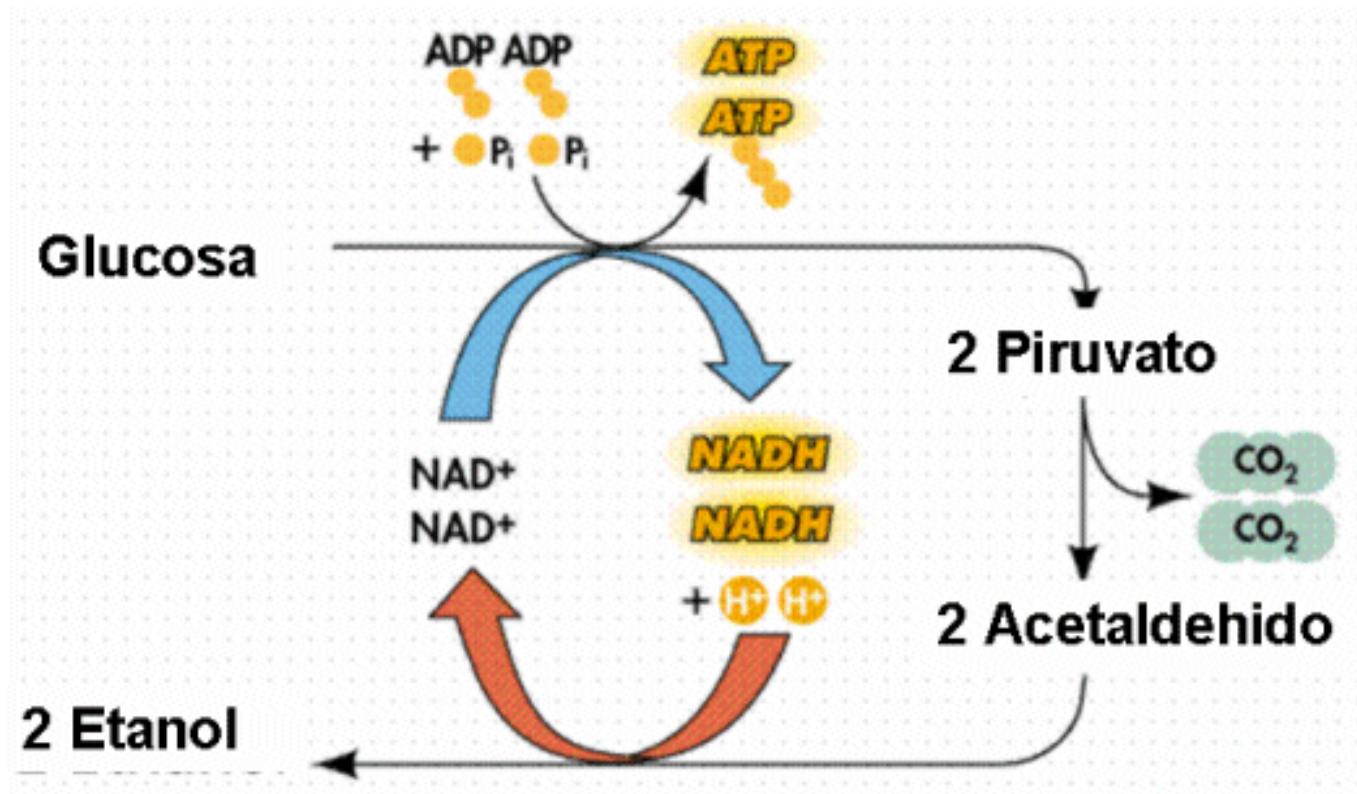 ADP ADP
+ Pi Pi
ATP
ATP
Glucosa
2 Piruvato
NAD+
NAD+
NADH
NADH
+ H+ H+
CO2
CO2
2 Acetaldehido
2 Etanol